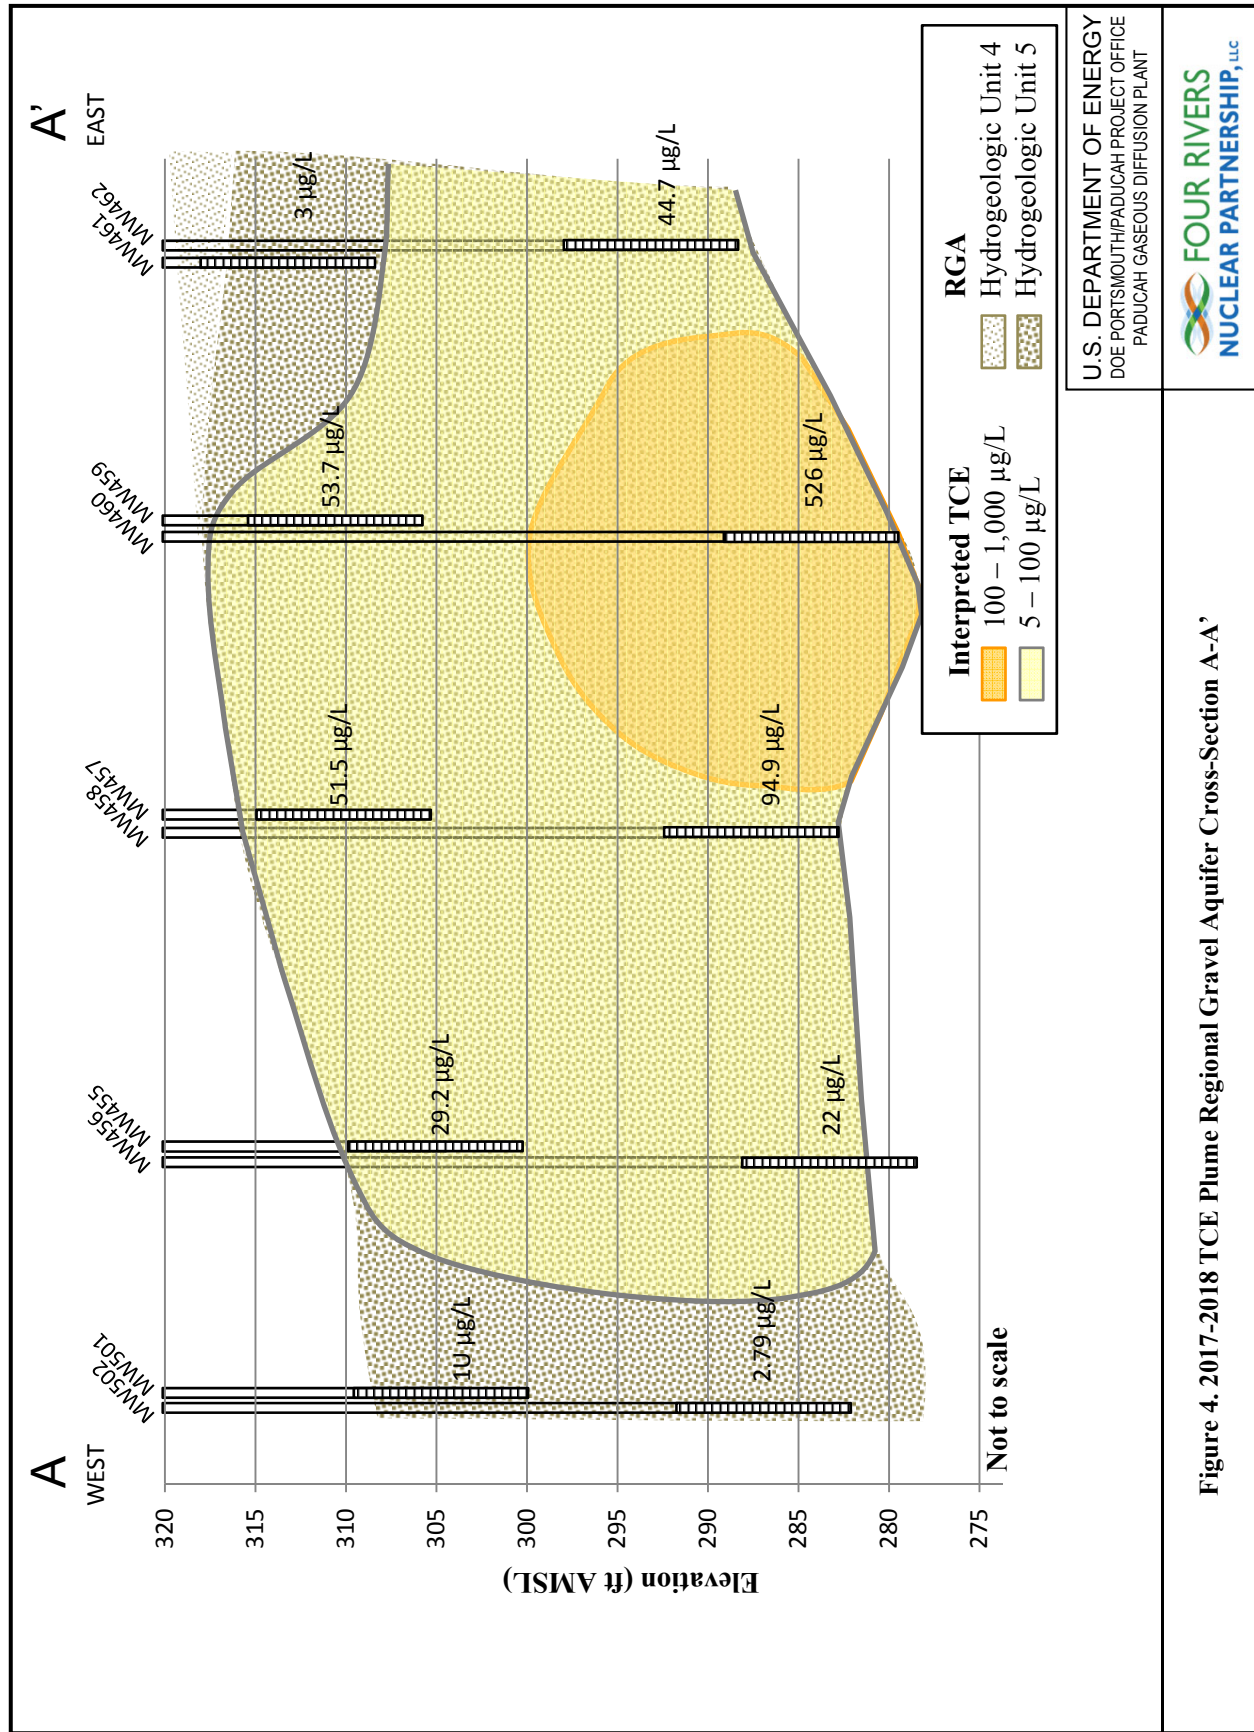 A
WEST
A’
EAST
MW502
MW501
MW456
MW455
MW458
MW457
MW460
MW459
MW461
MW462
320
315
310
305
300
295
290
285
280
275
Elevation (ft AMSL)
1U µg/L
2.79 µg/L
29.2 µg/L
22 µg/L
51.5 µg/L
94.9 µg/L
53.7 µg/L
526 µg/L
3 µg/L
44.7 µg/L
Not to scale
Interpreted TCE
100 – 1,000 µg/L
5 – 100 µg/L
RGA
Hydrogeologic Unit 4
Hydrogeologic Unit 5
U.S. DEPARTMENT OF ENERGY
DOE PORTSMOUTH/PADUCAH PROJECT OFFICE
PADUCAH GASEOUS DIFFUSION PLANT
Figure 4. 2017-2018 TCE Plume Regional Gravel Aquifer Cross-Section A-A’
FOUR RIVERS
NUCLEAR PARTNERSHIP, LLC